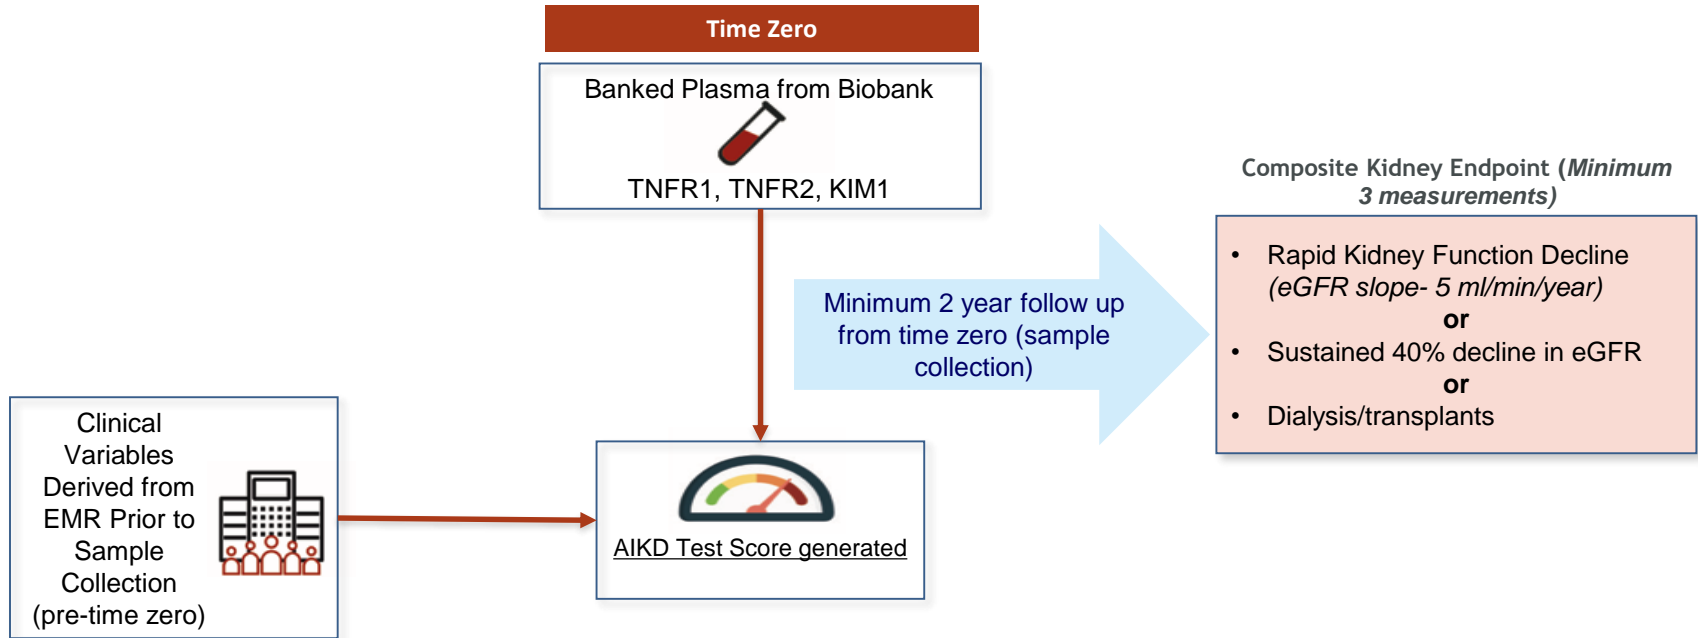 Time Zero
Banked Plasma from Biobank
TNFR1, TNFR2, KIM1
Composite Kidney Endpoint (Minimum
3 measurements)
• Rapid Kidney Function Decline
(eGFR slope- 5 ml/min/year)
or
• Sustained 40% decline in eGFR
or
• Dialysis/transplants
Minimum 2 year follow up
from time zero (sample
collection)
Clinical
Variables
Derived from
EMR Prior to
Sample
Collection
(pre-time zero)
AIKD Test Score generated